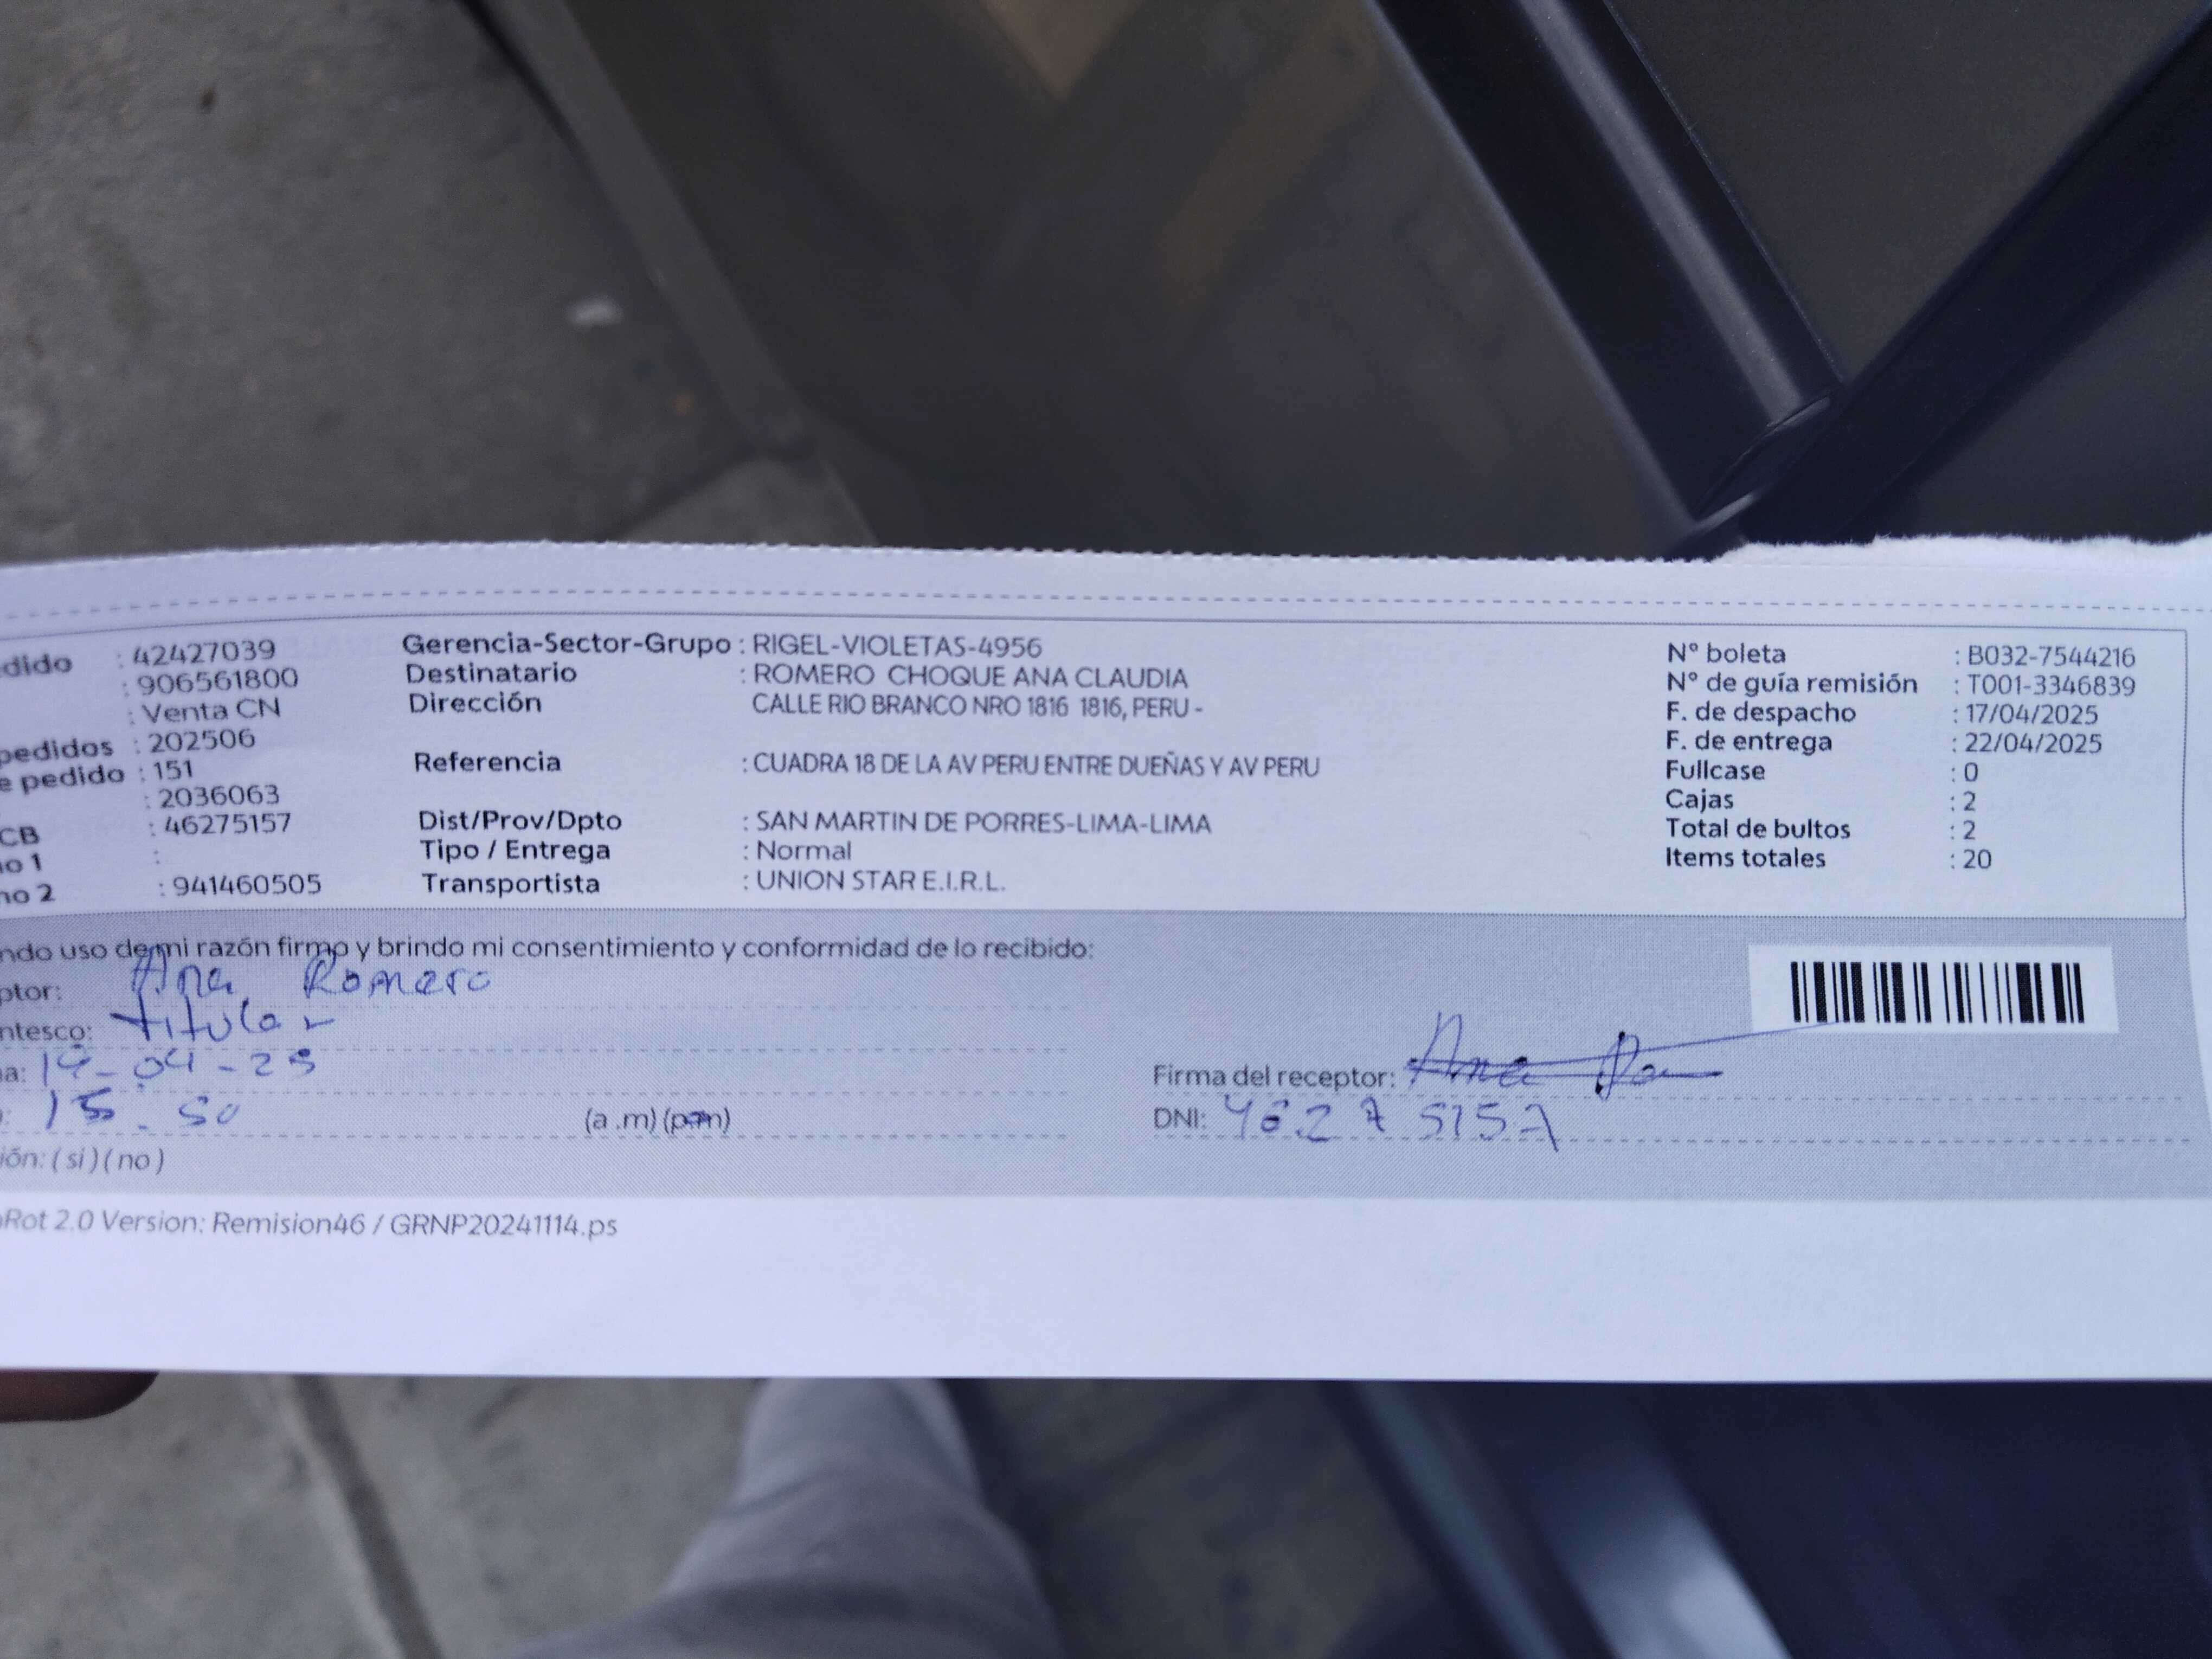 dido : 42427039 Gerencia-Sector-Grupo : RIGEL-VIOLETAS-4956 N° boleta : B032-7544216
: 906561800 Destinatario : ROMERO CHOQUE ANA CLAUDIA N° de guía remisión : T001-3346839
: Venta CN Dirección CALLE RIO BRANCO NRO 1816 1816, PERU - F. de despacho : 17/04/2025
pedidos : 202506 F. de entrega : 22/04/2025
e pedido : 151 Referencia : CUADRA 18 DE LA AV PERU ENTRE DUEÑAS Y AV PERU Fullcase : 0
: 2036063 Cajas : 2
CB : 46275157 Dist/Prov/Dpto : SAN MARTIN DE PORRES-LIMA-LIMA Total de bultos : 2
no 1 : Tipo / Entrega : Normal Items totales : 20
no 2 : 941460505 Transportista : UNION STAR E.I.R.L.
ndo uso de mi razón firmo y brindo mi consentimiento y conformidad de lo recibido:
ptor: Ana Romero
ntesco: titular
na: -04-25 Firma del receptor: Ana
: 15:50 (a .m) (p.m) DNI: 46275157
ión: ( si ) ( no )
Rot 2.0 Version: Remision46 / GRNP20241114.ps